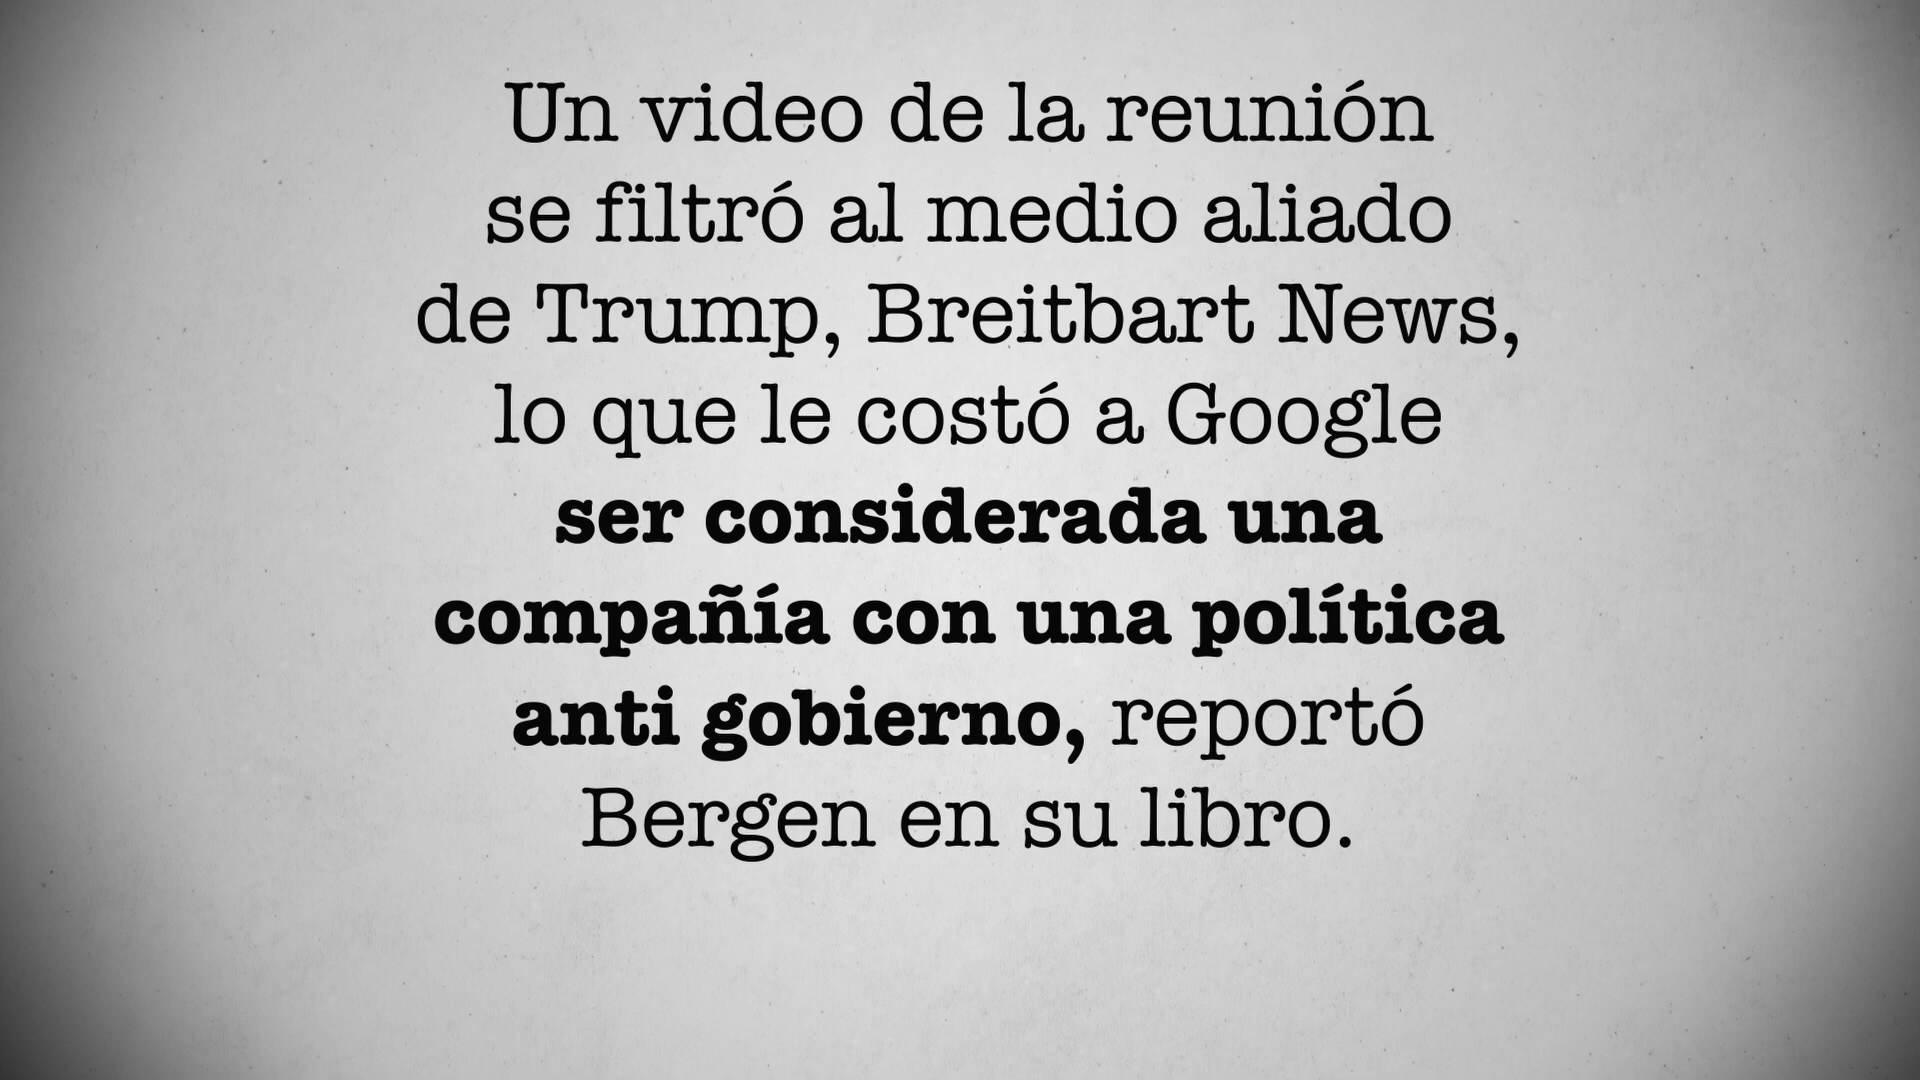 Un video de la reunión
se filtró al medio aliado
de Trump, Breitbart News,
lo que le costó a Google
ser considerada una
compañía con una política
anti gobierno, reportó
Bergen en su libro.